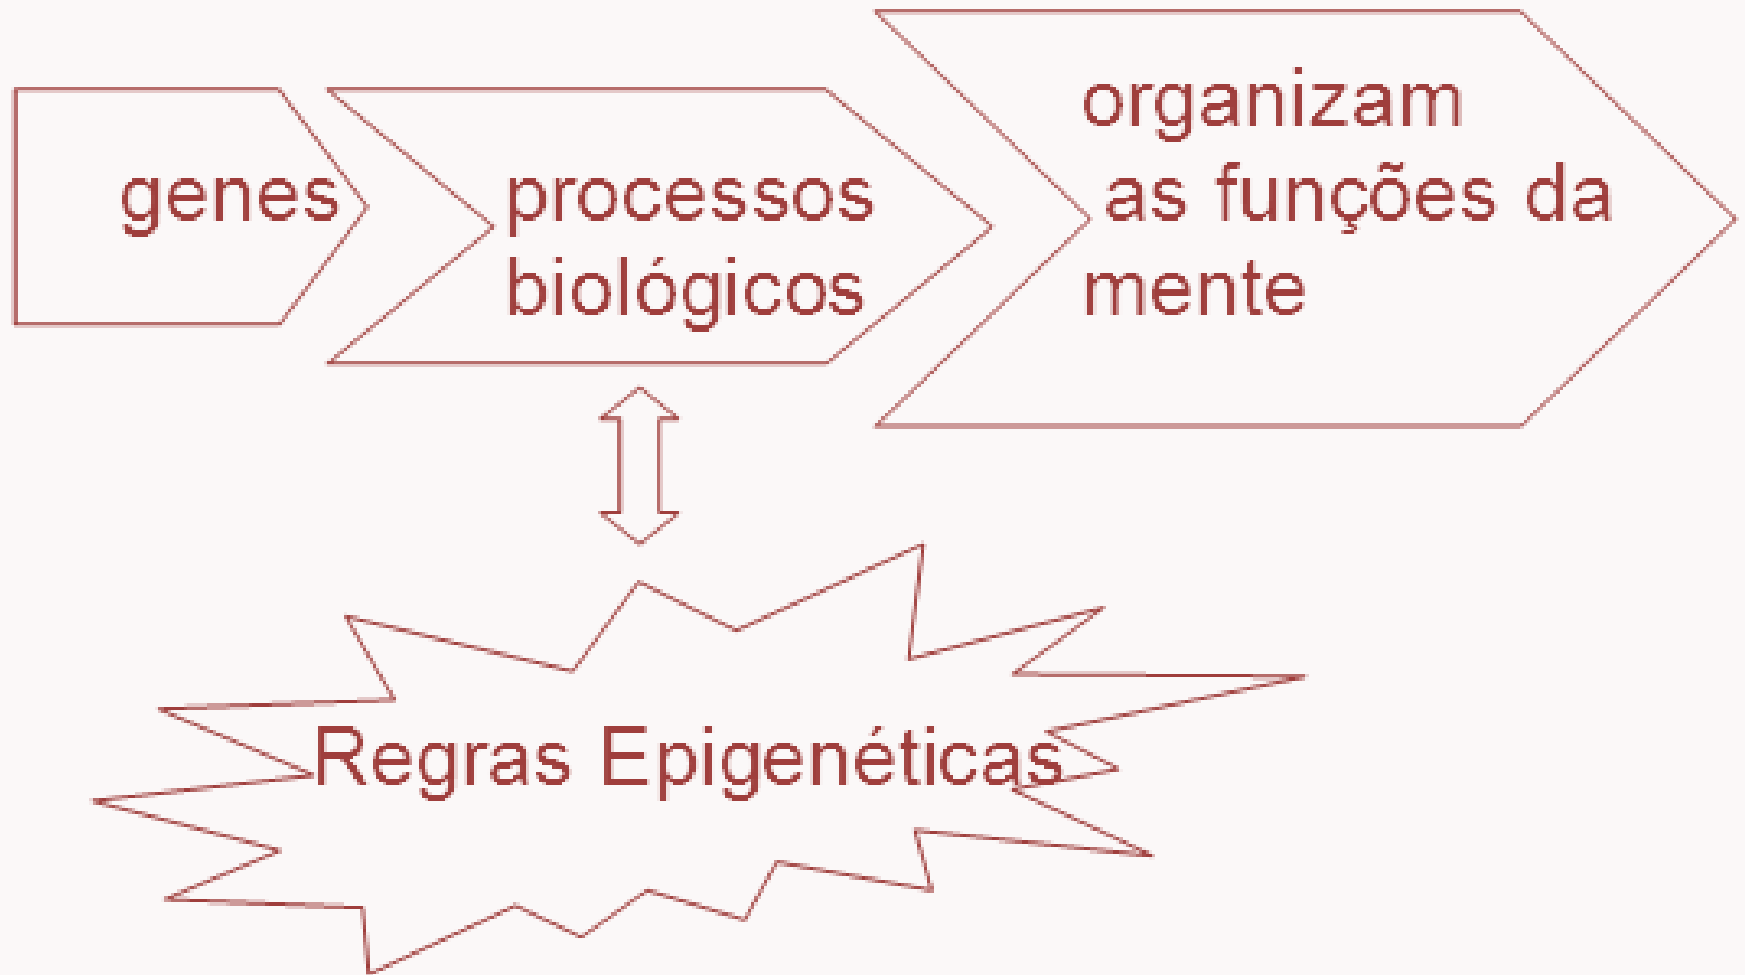 genes
processos
biológicos
organizam
as funções da
mente
Regras Epigenéticas